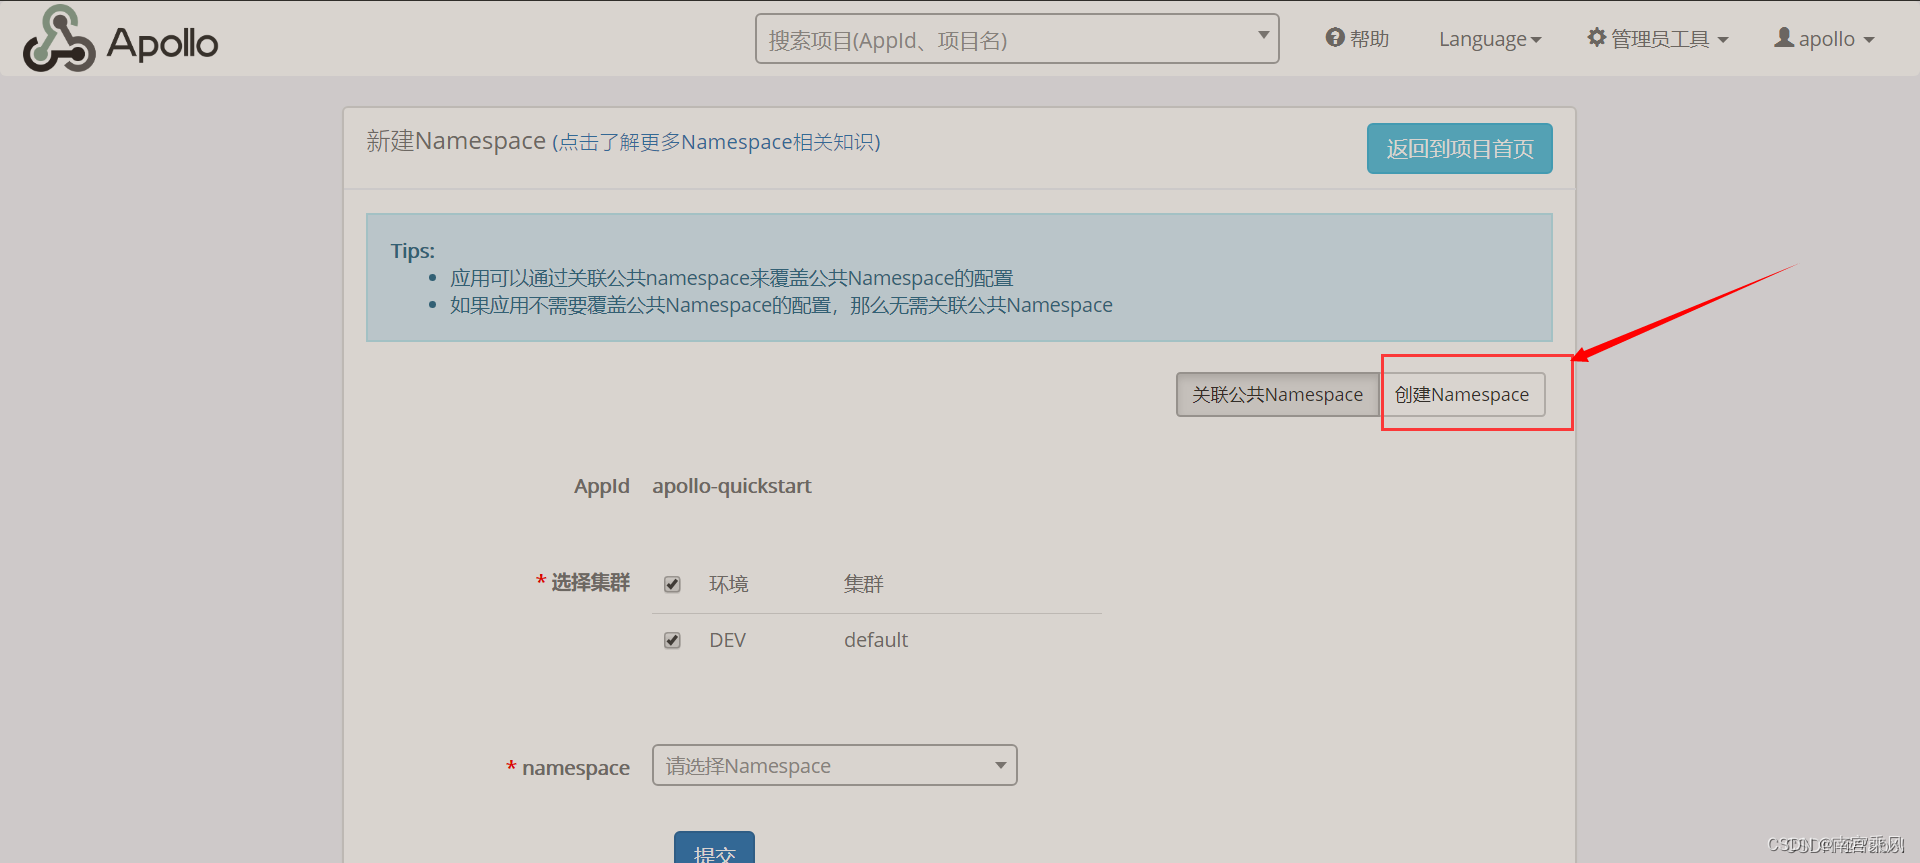 Apollo
搜索项目(AppId、项目名)
帮助
Language
管理员工具
apollo
新建Namespace (点击了解更多Namespace相关知识)
返回到项目首页
Tips:
应用可以通过关联公共namespace来覆盖公共Namespace的配置
如果应用不需要覆盖公共Namespace的配置，那么无需关联公共Namespace
关联公共Namespace
创建Namespace
AppId apollo-quickstart
* 选择集群
环境 集群
DEV default
* namespace
请选择Namespace
提交